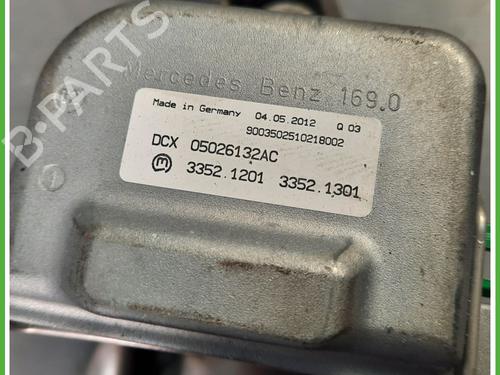 B-PARTS
Mercedes Benz 169.0
Made in Germany 04.05.2012 Q 03
9003502510218002
DCX 05026132AC
3352.1201 3352.1301